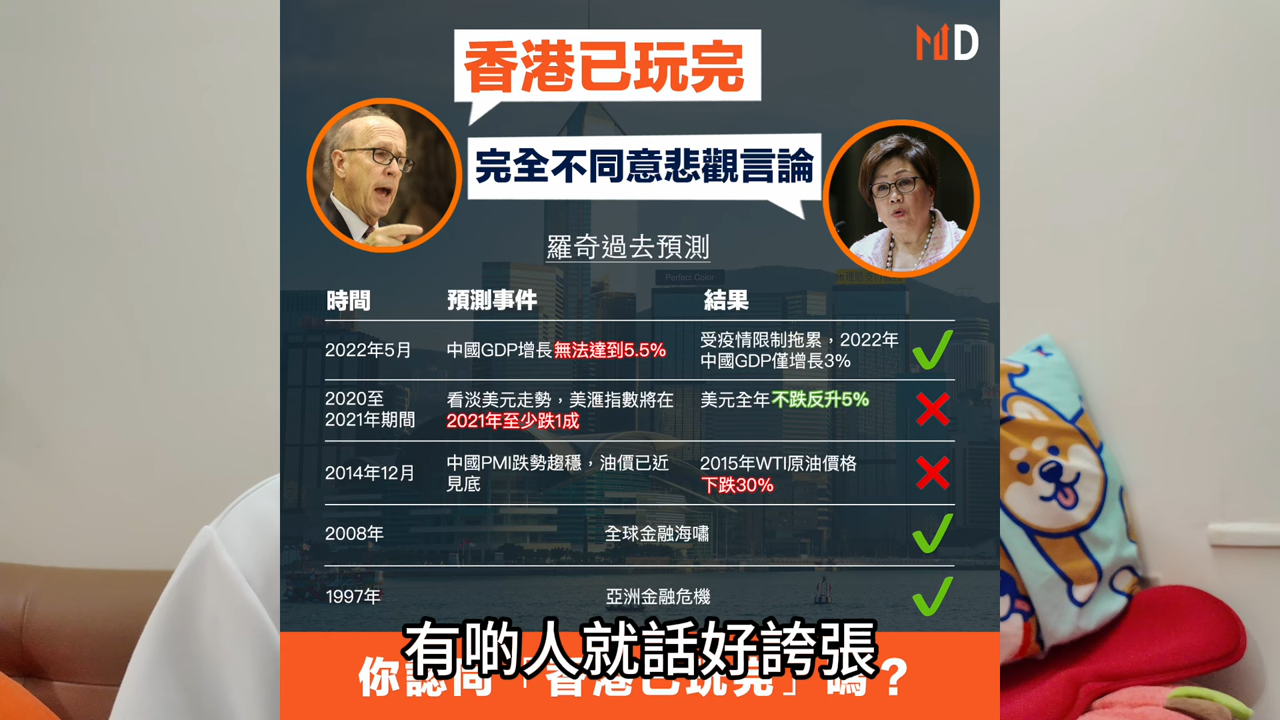 香港已玩完
MD
完全不同意悲觀言論
羅奇過去預測
Perfect Color
時間 預測事件 結果
2022年5月 中國GDP增長無法達到5.5% 受疫情限制拖累，2022年
中國GDP僅增長3%
2020至
2021年期間 看淡美元走勢，美滙指數將在
2021年至少跌1成 美元全年不跌反升5%
2014年12月 中國PMI跌勢趨穩，油價已近
見底 2015年WTI原油價格
下跌30%
2008年 全球金融海嘯
1997年 亞洲金融危機
有啲人就話好誇張
你認同「香港已玩完」嗎？